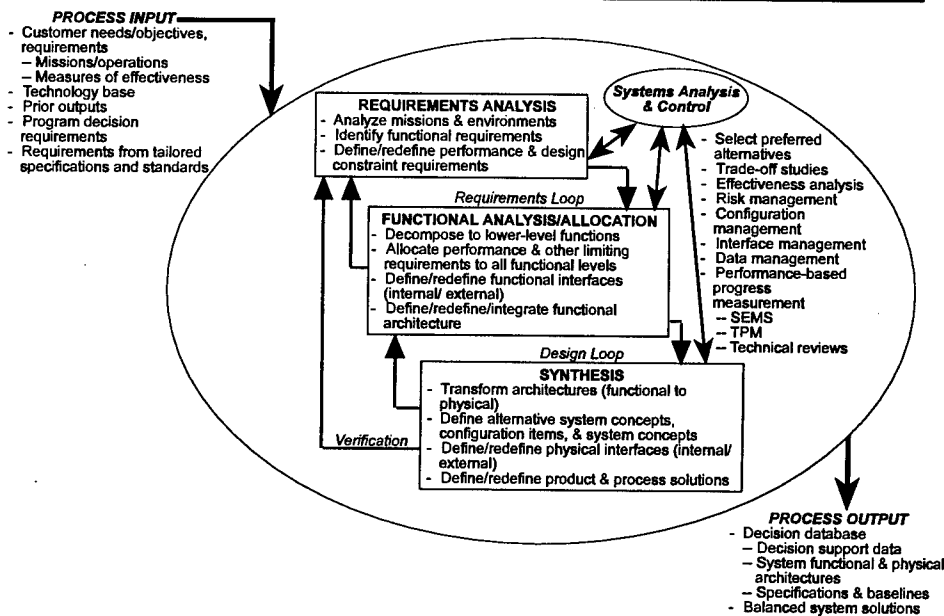 PROCESS INPUT
- Customer needs/objectives,
requirements
– Missions/operations
– Measures of effectiveness
- Technology base
- Prior outputs
- Program decision
requirements
- Requirements from tailored
specifications and standards
REQUIREMENTS ANALYSIS
- Analyze missions & environments
- Identify functional requirements
- Define/redefine performance & design
constraint requirements
Systems Analysis
& Control
- Select preferred
alternatives
- Trade-off studies
- Effectiveness analysis
- Risk management
- Configuration
management
- Interface management
- Data management
- Performance-based
progress
measurement
– SEMS
– TPM
– Technical reviews
Requirements Loop
FUNCTIONAL ANALYSIS/ALLOCATION
- Decompose to lower-level functions
- Allocate performance & other limiting
requirements to all functional levels
- Define/redefine functional interfaces
(internal/ external)
- Define/redefine/integrate functional
architecture
Design Loop
SYNTHESIS
- Transform architectures (functional to
physical)
- Define alternative system concepts,
configuration items, & system concepts
- Define/redefine physical interfaces (internal/
external)
- Define/redefine product & process solutions
Verification
PROCESS OUTPUT
- Decision database
– Decision support data
– System functional & physical
architectures
– Specifications & baselines
- Balanced system solutions